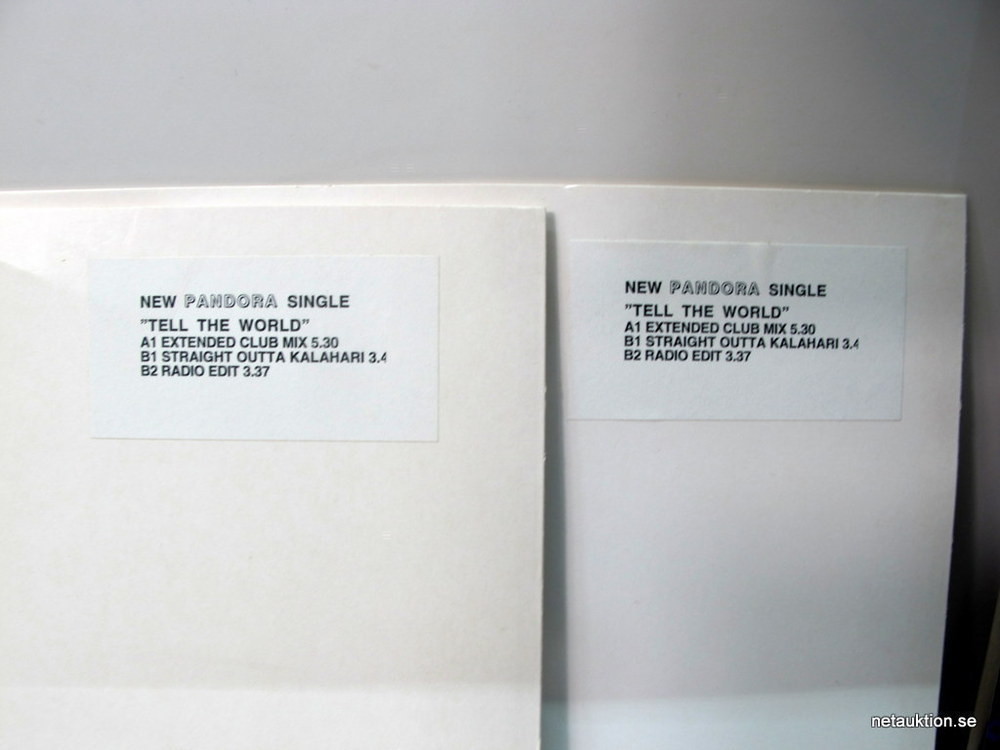 NEW PANDORA SINGLE
"TELL THE WORLD"
A1 EXTENDED CLUB MIX 5.30
B1 STRAIGHT OUTTA KALAHARI 3.4
B2 RADIO EDIT 3.37
NEW PANDORA SINGLE
"TELL THE WORLD"
A1 EXTENDED CLUB MIX 5.30
B1 STRAIGHT OUTTA KALAHARI 3.4
B2 RADIO EDIT 3.37
netauktion.se